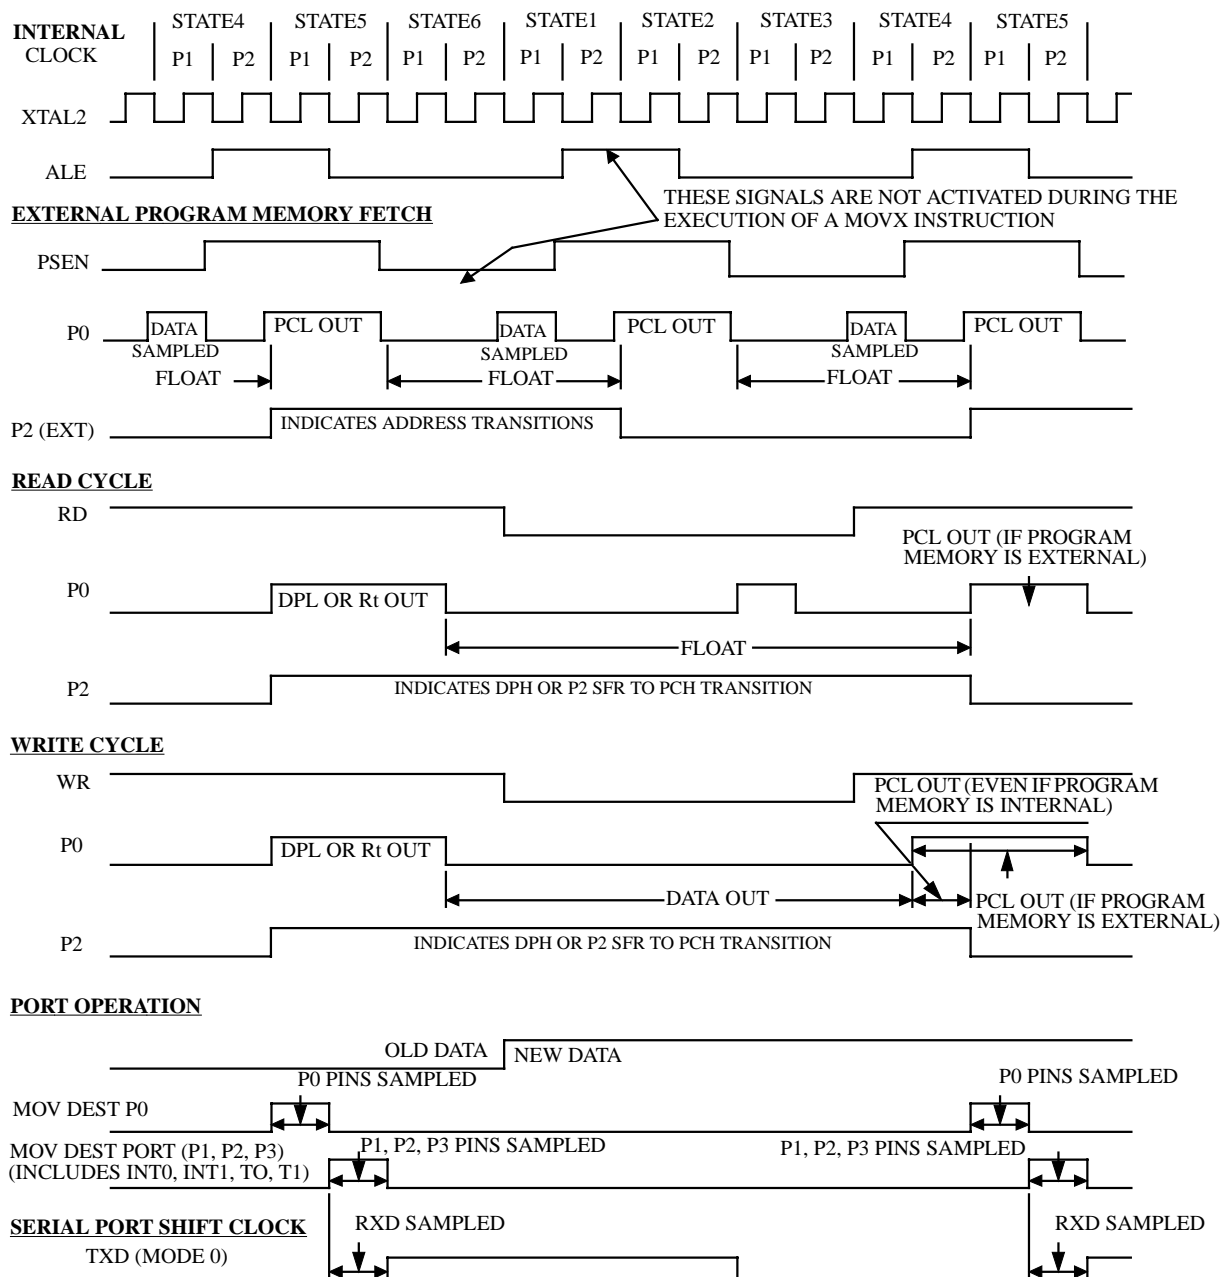 INTERNAL
CLOCK
STATE4 STATE5 STATE6 STATE1 STATE2 STATE3 STATE4 STATE5
P1 P2 P1 P2 P1 P2 P1 P2 P1 P2 P1 P2 P1 P2 P1 P2
XTAL2
ALE
THESE SIGNALS ARE NOT ACTIVATED DURING THE
EXECUTION OF A MOVX INSTRUCTION
EXTERNAL PROGRAM MEMORY FETCH
PSEN
P0
DATA PCL OUT DATA PCL OUT DATA PCL OUT
SAMPLED SAMPLED SAMPLED
FLOAT FLOAT FLOAT
P2 (EXT)
INDICATES ADDRESS TRANSITIONS
READ CYCLE
RD
PCL OUT (IF PROGRAM
MEMORY IS EXTERNAL)
P0
DPL OR Rt OUT
FLOAT
P2
INDICATES DPH OR P2 SFR TO PCH TRANSITION
WRITE CYCLE
WR
PCL OUT (EVEN IF PROGRAM
MEMORY IS INTERNAL)
P0
DPL OR Rt OUT
DATA OUT
PCL OUT (IF PROGRAM
MEMORY IS EXTERNAL)
P2
INDICATES DPH OR P2 SFR TO PCH TRANSITION
PORT OPERATION
OLD DATA NEW DATA
P0 PINS SAMPLED P0 PINS SAMPLED
MOV DEST P0
MOV DEST PORT (P1, P2, P3)
(INCLUDES INT0, INT1, TO, T1)
P1, P2, P3 PINS SAMPLED P1, P2, P3 PINS SAMPLED
SERIAL PORT SHIFT CLOCK
RXD SAMPLED RXD SAMPLED
TXD (MODE 0)